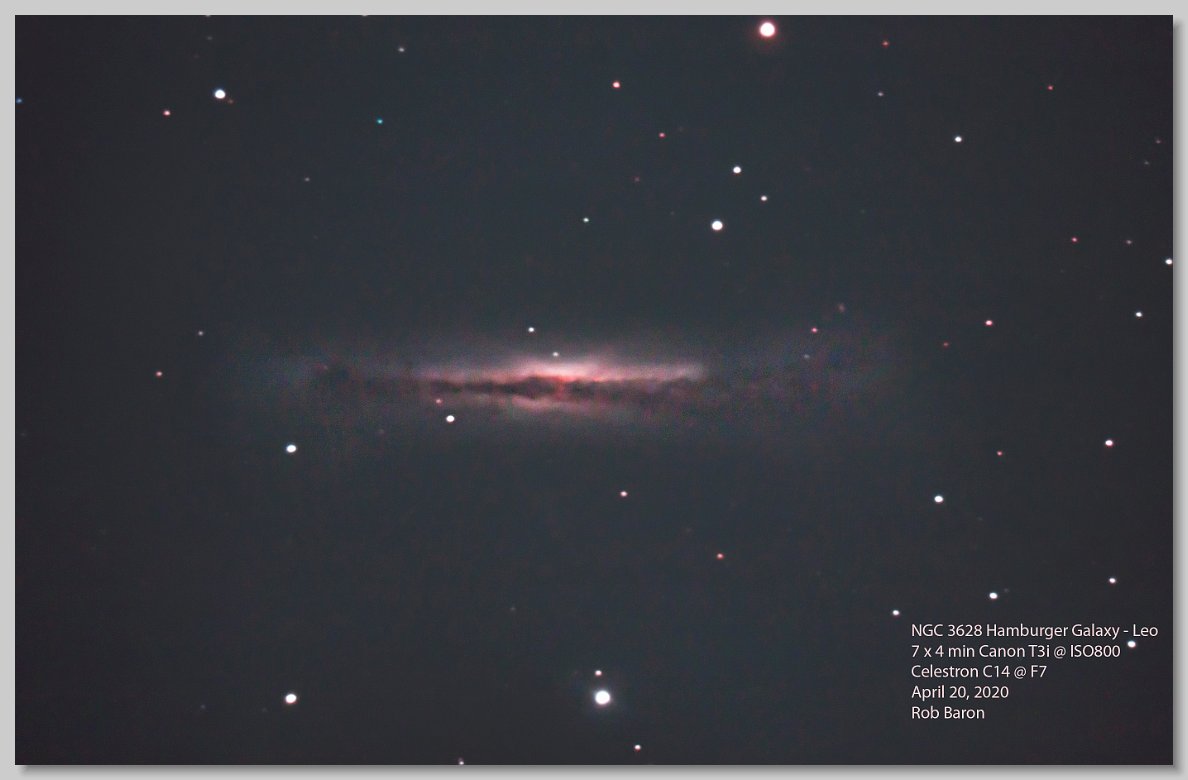 NGC 3628 Hamburger Galaxy - Leo
7 x 4 min Canon T3i @ ISO800
Celestron C14 @ F7
April 20, 2020
Rob Baron